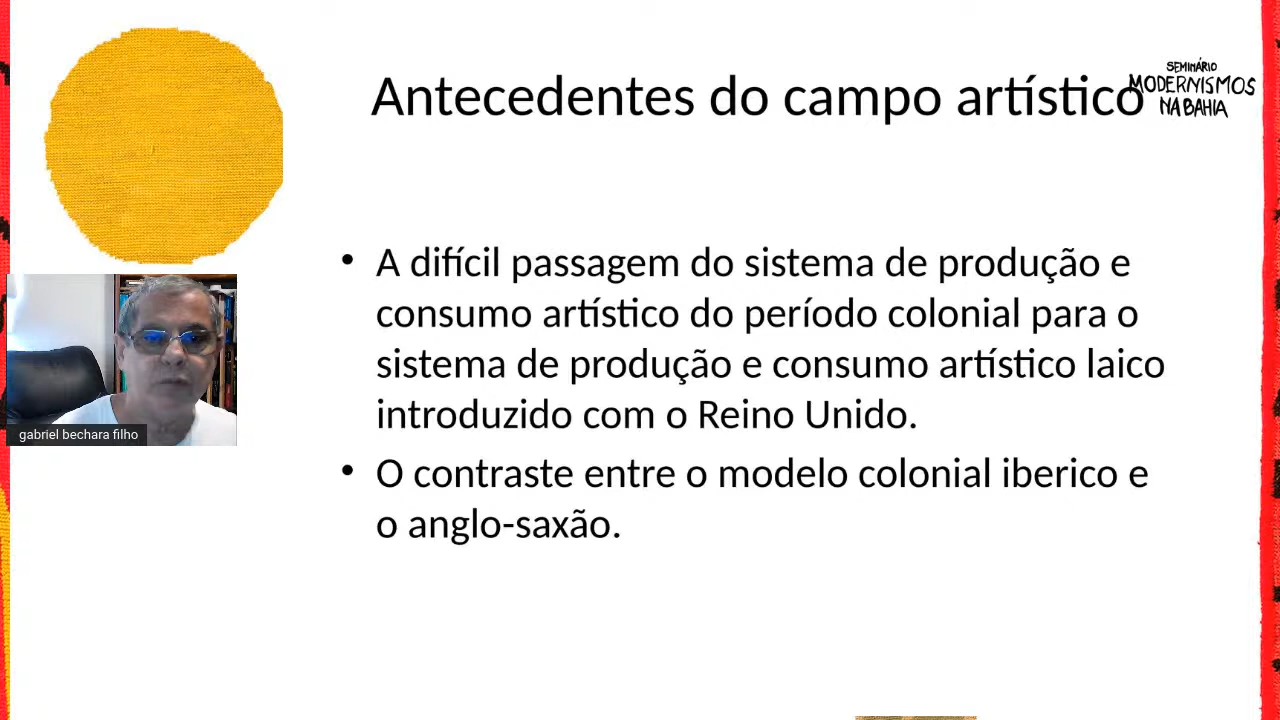 Antecedentes do campo artístico
SEMINÁRIO
MODERNISMOS
NA BAHIA
• A difícil passagem do sistema de produção e
consumo artístico do período colonial para o
sistema de produção e consumo artístico laico
introduzido com o Reino Unido.
• O contraste entre o modelo colonial iberico e
o anglo-saxão.
gabriel bechara filho